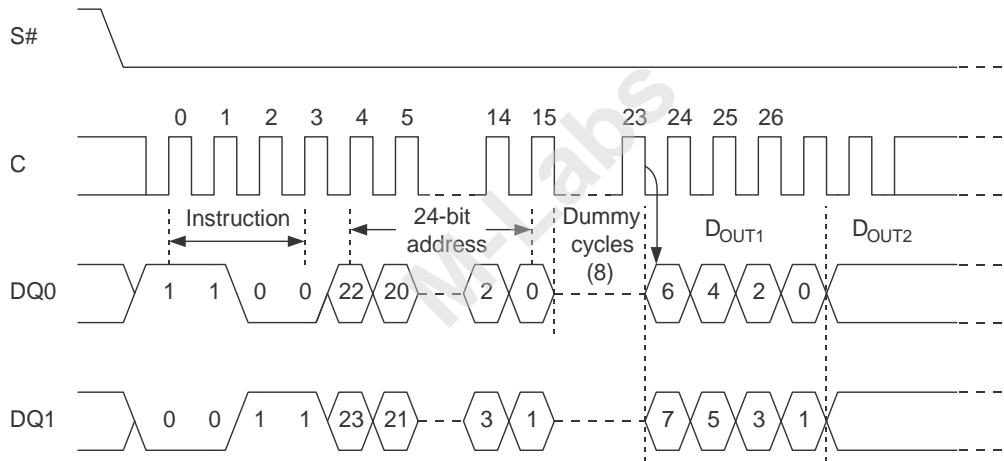 S#
0 1 2 3 4 5 14 15 23 24 25 26
C
Instruction
24-bit
address
Dummy
cycles
(8)
DOUT1
DOUT2
DQ0 1 1 0 0 22 20 2 0 6 4 2 0
DQ1 0 0 1 1 23 21 3 1 7 5 3 1
M-Labs